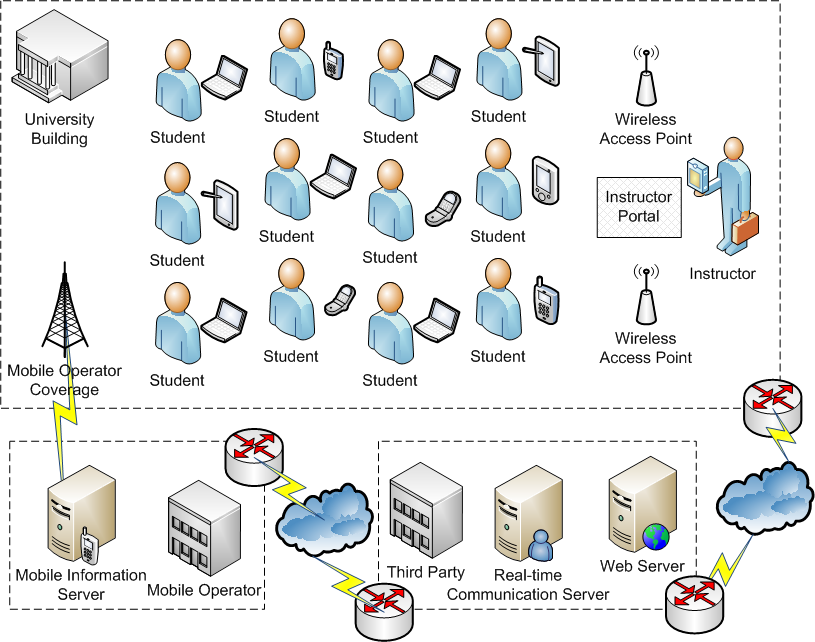 University
Building
Student
Student
Student
Student
Wireless
Access Point
Student
Student
Student
Student
Instructor
Portal
Instructor
Mobile Operator
Coverage
Student
Student
Student
Student
Wireless
Access Point
Mobile Information
Server
Mobile Operator
Third Party
Real-time
Communication Server
Web Server